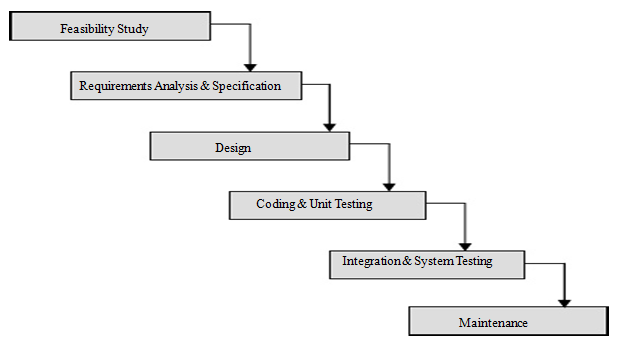 Feasibility Study
Requirements Analysis & Specification
Design
Coding & Unit Testing
Integration & System Testing
Maintenance